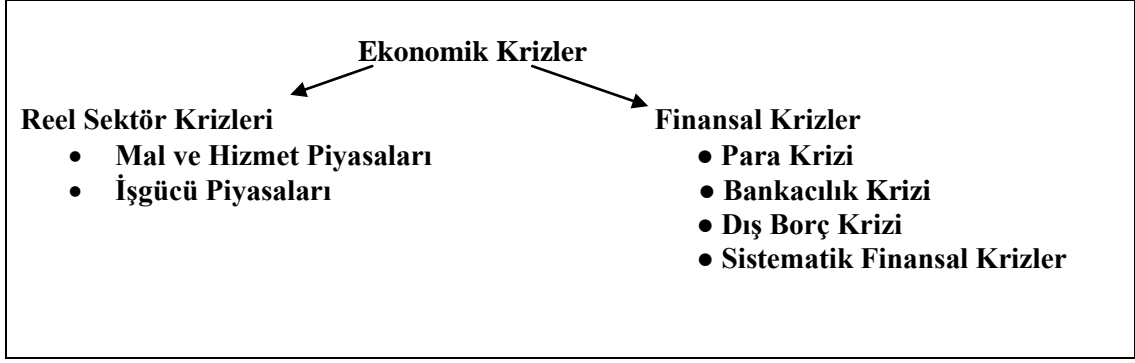 Ekonomik Krizler
Reel Sektör Krizleri
• Mal ve Hizmet Piyasaları
• İşgücü Piyasaları
Finansal Krizler
● Para Krizi
● Bankacılık Krizi
● Dış Borç Krizi
● Sistematik Finansal Krizler